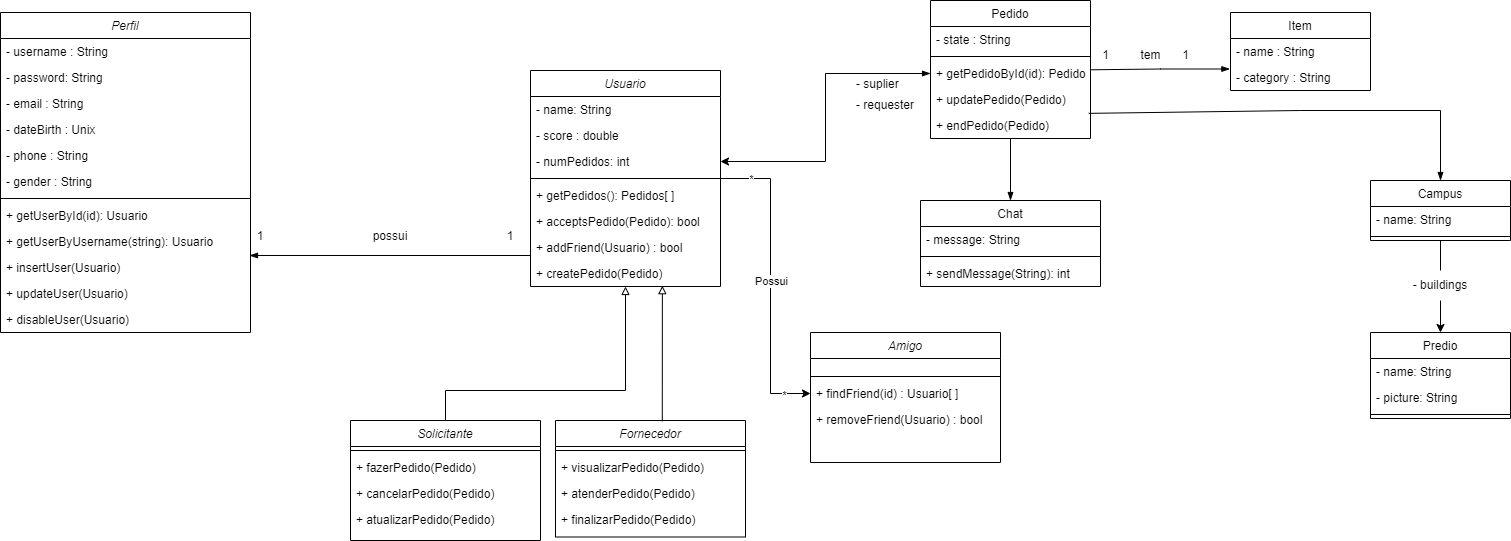 Perfil
- username : String
- password: String
- email : String
- dateBirth : Unix
- phone : String
- gender : String
+ getUserById(id): Usuario
+ getUserByUsername(string): Usuario
+ insertUser(Usuario)
+ updateUser(Usuario)
+ disableUser(Usuario)
1 possui 1
Usuario
- name: String
- score : double
- numPedidos: int
+ getPedidos(): Pedidos[ ]
+ acceptsPedido(Pedido): bool
+ addFriend(Usuario) : bool
+ createPedido(Pedido)
- suplier
- requester
Pedido
- state : String
+ getPedidoById(id): Pedido
+ updatePedido(Pedido)
+ endPedido(Pedido)
1 tem 1
Item
- name : String
- category : String
Chat
- message: String
+ sendMessage(String): int
Campus
- name: String
- buildings
Predio
- name: String
- picture: String
*
Possui
*
Amigo
+ findFriend(id) : Usuario[ ]
+ removeFriend(Usuario) : bool
Solicitante
+ fazerPedido(Pedido)
+ cancelarPedido(Pedido)
+ atualizarPedido(Pedido)
Fornecedor
+ visualizarPedido(Pedido)
+ atenderPedido(Pedido)
+ finalizarPedido(Pedido)